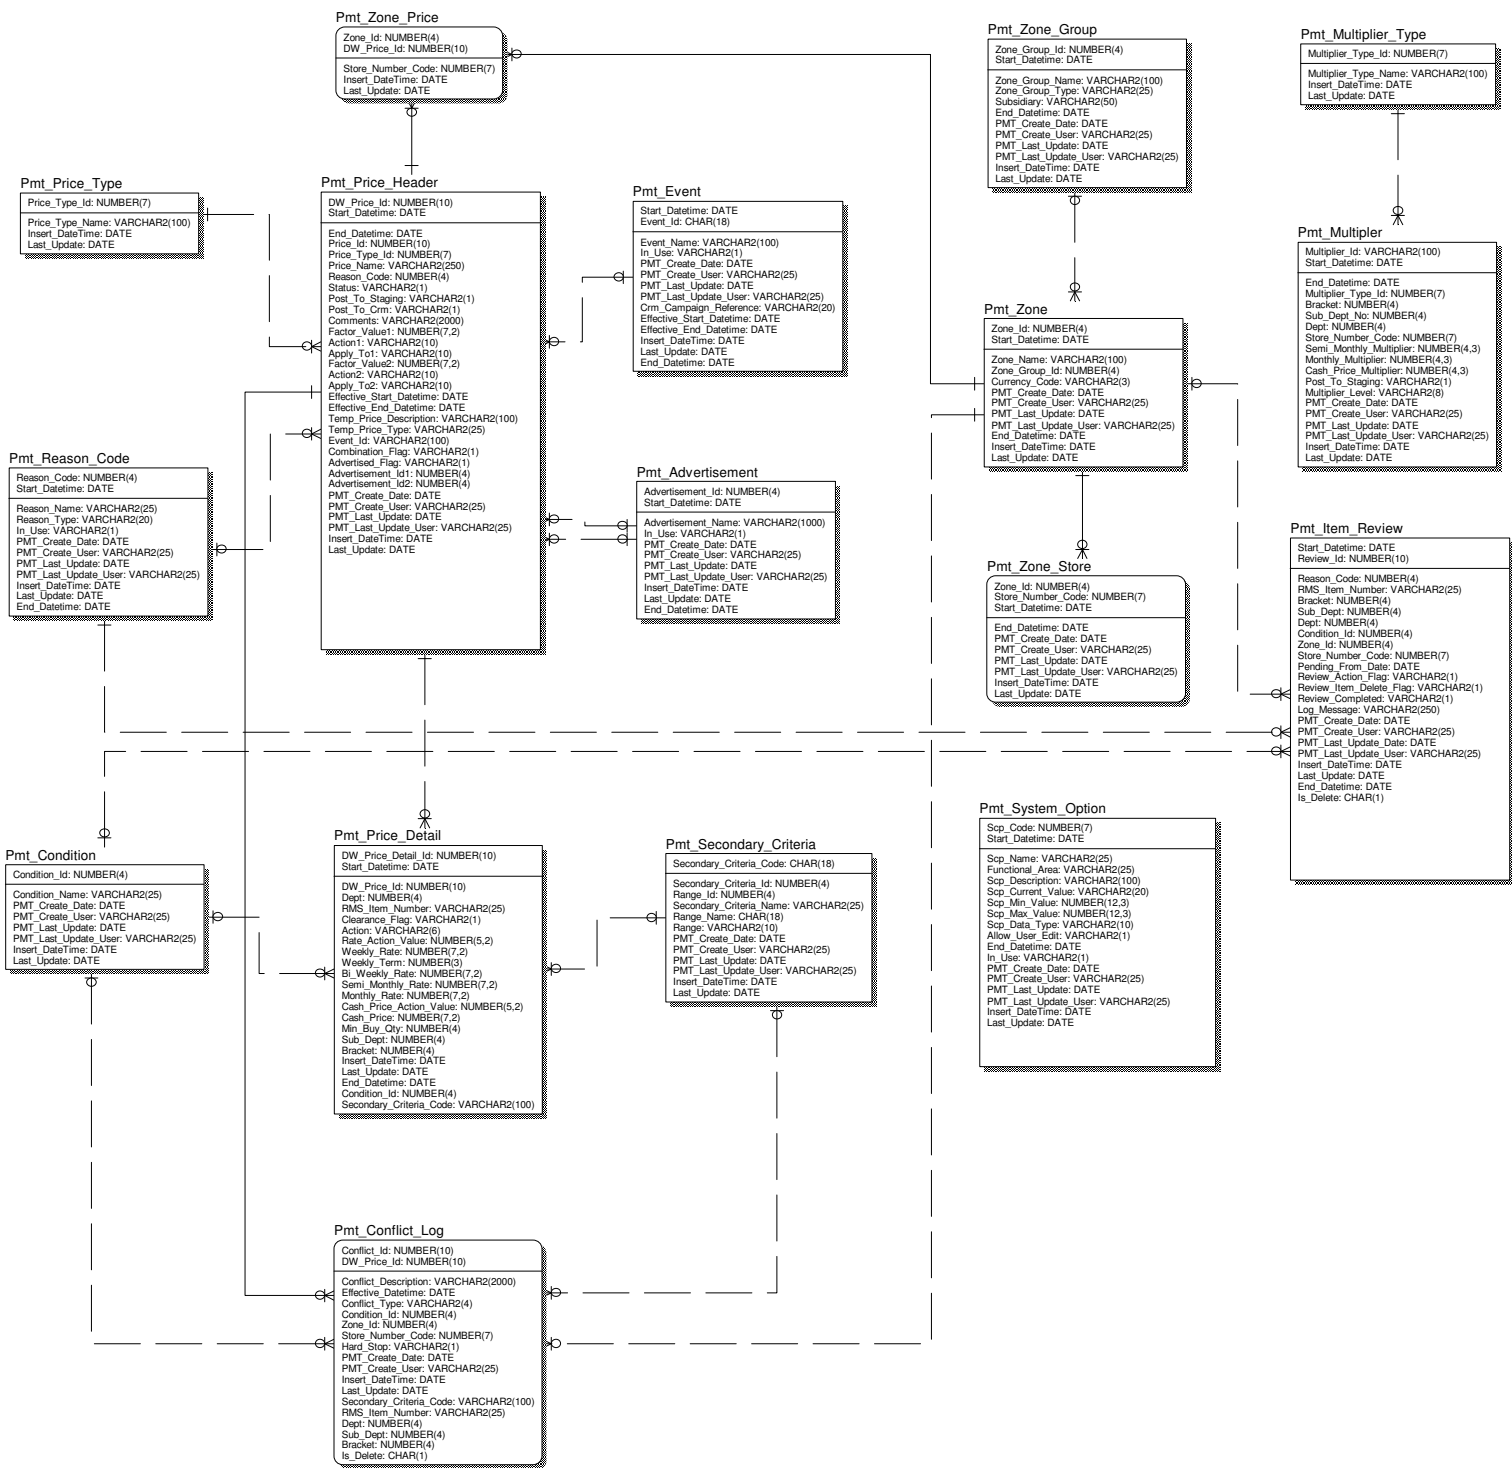 Pmt_Zone_Price
Zone_Id: NUMBER(4)
DW_Price_Id: NUMBER(10)
Store_Number_Code: NUMBER(7)
Insert_DateTime: DATE
Last_Update: DATE
Pmt_Zone_Group
Zone_Group_Id: NUMBER(4)
Start_Datetime: DATE
Zone_Group_Name: VARCHAR2(100)
Zone_Group_Type: VARCHAR2(25)
Subsidiary: VARCHAR2(50)
End_Datetime: DATE
PMT_Create_Date: DATE
PMT_Create_User: VARCHAR2(25)
PMT_Last_Update: DATE
PMT_Last_Update_User: VARCHAR2(25)
Insert_DateTime: DATE
Last_Update: DATE
Pmt_Multiplier_Type
Multiplier_Type_Id: NUMBER(7)
Multiplier_Type_Name: VARCHAR2(100)
Insert_DateTime: DATE
Last_Update: DATE
Pmt_Price_Type
Price_Type_Id: NUMBER(7)
Price_Type_Name: VARCHAR2(100)
Insert_DateTime: DATE
Last_Update: DATE
Pmt_Price_Header
DW_Price_Id: NUMBER(10)
Start_Datetime: DATE
End_Datetime: DATE
Price_Id: NUMBER(10)
Price_Type_Id: NUMBER(7)
Price_Name: VARCHAR2(250)
Reason_Code: NUMBER(4)
Status: VARCHAR2(1)
Post_To_Staging: VARCHAR2(1)
Post_To_Crm: VARCHAR2(1)
Comments: VARCHAR2(2000)
Factor_Value1: NUMBER(7,2)
Action1: VARCHAR2(10)
Apply_To1: VARCHAR2(10)
Factor_Value2: NUMBER(7,2)
Action2: VARCHAR2(10)
Apply_To2: VARCHAR2(10)
Effective_Start_Datetime: DATE
Effective_End_Datetime: DATE
Temp_Price_Description: VARCHAR2(100)
Temp_Price_Type: VARCHAR2(25)
Event_Id: VARCHAR2(100)
Combination_Flag: VARCHAR2(1)
Advertised_Flag: VARCHAR2(1)
Advertisement_Id1: NUMBER(4)
Advertisement_Id2: NUMBER(4)
PMT_Create_Date: DATE
PMT_Create_User: VARCHAR2(25)
PMT_Last_Update: DATE
PMT_Last_Update_User: VARCHAR2(25)
Insert_DateTime: DATE
Last_Update: DATE
Pmt_Event
Start_Datetime: DATE
Event_Id: CHAR(18)
Event_Name: VARCHAR2(100)
In_Use: VARCHAR2(1)
PMT_Create_Date: DATE
PMT_Create_User: VARCHAR2(25)
PMT_Last_Update: DATE
PMT_Last_Update_User: VARCHAR2(25)
Crm_Campaign_Reference: VARCHAR2(20)
Effective_Start_Datetime: DATE
Effective_End_Datetime: DATE
Insert_DateTime: DATE
Last_Update: DATE
End_Datetime: DATE
Pmt_Multipler
Multiplier_Id: VARCHAR2(100)
Start_Datetime: DATE
End_Datetime: DATE
Multiplier_Type_Id: NUMBER(7)
Bracket: NUMBER(4)
Sub_Dept_No: NUMBER(4)
Dept: NUMBER(4)
Store_Number_Code: NUMBER(7)
Semi_Monthly_Multiplier: NUMBER(4,3)
Monthly_Multiplier: NUMBER(4,3)
Cash_Price_Multiplier: NUMBER(4,3)
Post_To_Staging: VARCHAR2(1)
Multiplier_Level: VARCHAR2(8)
PMT_Create_Date: DATE
PMT_Create_User: VARCHAR2(25)
PMT_Last_Update: DATE
PMT_Last_Update_User: VARCHAR2(25)
Insert_DateTime: DATE
Last_Update: DATE
Pmt_Zone
Zone_Id: NUMBER(4)
Start_Datetime: DATE
Zone_Name: VARCHAR2(100)
Zone_Group_Id: NUMBER(4)
Currency_Code: VARCHAR2(3)
PMT_Create_Date: DATE
PMT_Create_User: VARCHAR2(25)
PMT_Last_Update: DATE
PMT_Last_Update_User: VARCHAR2(25)
End_Datetime: DATE
Insert_DateTime: DATE
Last_Update: DATE
Pmt_Reason_Code
Reason_Code: NUMBER(4)
Start_Datetime: DATE
Reason_Name: VARCHAR2(25)
Reason_Type: VARCHAR2(20)
In_Use: VARCHAR2(1)
PMT_Create_Date: DATE
PMT_Create_User: VARCHAR2(25)
PMT_Last_Update: DATE
PMT_Last_Update_User: VARCHAR2(25)
Insert_DateTime: DATE
Last_Update: DATE
End_Datetime: DATE
Pmt_Advertisement
Advertisement_Id: NUMBER(4)
Start_Datetime: DATE
Advertisement_Name: VARCHAR2(1000)
In_Use: VARCHAR2(1)
PMT_Create_Date: DATE
PMT_Create_User: VARCHAR2(25)
PMT_Last_Update: DATE
PMT_Last_Update_User: VARCHAR2(25)
Insert_DateTime: DATE
Last_Update: DATE
End_Datetime: DATE
Pmt_Item_Review
Start_Datetime: DATE
Review_Id: NUMBER(10)
Reason_Code: NUMBER(4)
RMS_Item_Number: VARCHAR2(25)
Bracket: NUMBER(4)
Sub_Dept: NUMBER(4)
Dept: NUMBER(4)
Condition_Id: NUMBER(4)
Zone_Id: NUMBER(4)
Store_Number_Code: NUMBER(7)
Pending_From_Date: DATE
Review_Action_Flag: VARCHAR2(1)
Review_Item_Delete_Flag: VARCHAR2(1)
Review_Completed: VARCHAR2(1)
Log_Message: VARCHAR2(250)
PMT_Create_Date: DATE
PMT_Create_User: VARCHAR2(25)
PMT_Last_Update_Date: DATE
PMT_Last_Update_User: VARCHAR2(25)
Insert_DateTime: DATE
Last_Update: DATE
End_Datetime: DATE
Is_Delete: CHAR(1)
Pmt_Zone_Store
Zone_Id: NUMBER(4)
Store_Number_Code: NUMBER(7)
Start_Datetime: DATE
End_Datetime: DATE
PMT_Create_Date: DATE
PMT_Create_User: VARCHAR2(25)
PMT_Last_Update: DATE
PMT_Last_Update_User: VARCHAR2(25)
Insert_DateTime: DATE
Last_Update: DATE
Pmt_Condition
Condition_Id: NUMBER(4)
Condition_Name: VARCHAR2(25)
PMT_Create_Date: DATE
PMT_Create_User: VARCHAR2(25)
PMT_Last_Update: DATE
PMT_Last_Update_User: VARCHAR2(25)
Insert_DateTime: DATE
Last_Update: DATE
Pmt_Price_Detail
DW_Price_Detail_Id: NUMBER(10)
Start_Datetime: DATE
DW_Price_Id: NUMBER(10)
Dept: NUMBER(4)
RMS_Item_Number: VARCHAR2(25)
Clearance_Flag: VARCHAR2(1)
Action: VARCHAR2(6)
Rate_Action_Value: NUMBER(5,2)
Weekly_Rate: NUMBER(7,2)
Weekly_Term: NUMBER(3)
Bi_Weekly_Rate: NUMBER(7,2)
Semi_Monthly_Rate: NUMBER(7,2)
Monthly_Rate: NUMBER(7,2)
Cash_Price_Action_Value: NUMBER(5,2)
Cash_Price: NUMBER(7,2)
Min_Buy_Qty: NUMBER(4)
Sub_Dept: NUMBER(4)
Bracket: NUMBER(4)
Insert_DateTime: DATE
Last_Update: DATE
End_Datetime: DATE
Condition_Id: NUMBER(4)
Secondary_Criteria_Code: VARCHAR2(100)
Pmt_Secondary_Criteria
Secondary_Criteria_Code: CHAR(18)
Secondary_Criteria_Id: NUMBER(4)
Range_Id: NUMBER(4)
Secondary_Criteria_Name: VARCHAR2(25)
Range_Name: CHAR(18)
Range: VARCHAR2(10)
PMT_Create_Date: DATE
PMT_Create_User: VARCHAR2(25)
PMT_Last_Update: DATE
PMT_Last_Update_User: VARCHAR2(25)
Insert_DateTime: DATE
Last_Update: DATE
Pmt_System_Option
Scp_Code: NUMBER(7)
Start_Datetime: DATE
Scp_Name: VARCHAR2(25)
Functional_Area: VARCHAR2(25)
Scp_Description: VARCHAR2(100)
Scp_Current_Value: VARCHAR2(20)
Scp_Min_Value: NUMBER(12,3)
Scp_Max_Value: NUMBER(12,3)
Scp_Data_Type: VARCHAR2(10)
Allow_User_Edit: VARCHAR2(1)
End_Datetime: DATE
In_Use: VARCHAR2(1)
PMT_Create_Date: DATE
PMT_Create_User: VARCHAR2(25)
PMT_Last_Update: DATE
PMT_Last_Update_User: VARCHAR2(25)
Insert_DateTime: DATE
Last_Update: DATE
Pmt_Conflict_Log
Conflict_Id: NUMBER(10)
DW_Price_Id: NUMBER(10)
Conflict_Description: VARCHAR2(2000)
Effective_Datetime: DATE
Conflict_Type: VARCHAR2(4)
Condition_Id: NUMBER(4)
Zone_Id: NUMBER(4)
Store_Number_Code: NUMBER(7)
Hard_Stop: VARCHAR2(1)
PMT_Create_Date: DATE
PMT_Create_User: VARCHAR2(25)
Insert_DateTime: DATE
Last_Update: DATE
Secondary_Criteria_Code: VARCHAR2(100)
RMS_Item_Number: VARCHAR2(25)
Dept: NUMBER(4)
Sub_Dept: NUMBER(4)
Bracket: NUMBER(4)
Is_Delete: CHAR(1)